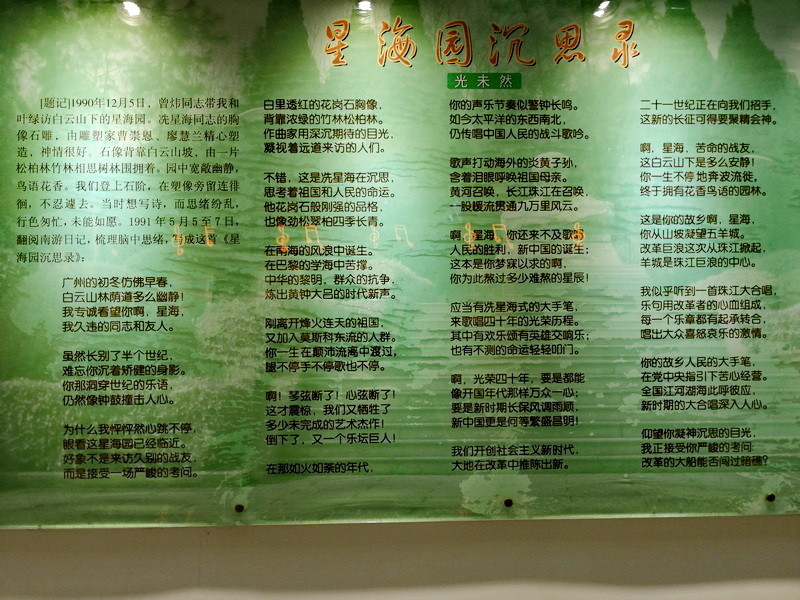 星海园沉思录
光未然
[题记]1990年12月5日，曾炜同志带我和
叶绿访白云山下的星海园。冼星海同志的胸
像石雕，由雕塑家曹崇恩、廖慧兰精心塑
造，神情很好。石像背靠白云山坡，由一片
松柏林竹林相思树林围拥着。园中宽敞幽静，
鸟语花香。我们登上石阶，在塑像旁留连徘
徊，不忍遽去。当时想写诗，而思绪纷乱，
行色匆忙，未能如愿。1991年5月5至7日，
翻阅南游日记，梳理脑中思绪，写成这首《星
海园沉思录》：
广州的初冬仿佛早春，
白云山林荫道多么幽静！
我专诚看望你啊，星海，
我久违的同志和友人。
虽然长别了半个世纪，
难忘你沉着矫健的身影。
你那洞穿世纪的乐语，
仍然像钟鼓撞击人心。
为什么我怦怦然心跳不停，
眼看这星海园已经临近。
好象不是来访久别的战友，
而是接受一场严峻的考问。
白里透红的花岗石胸像，
背靠浓绿的竹林松柏林。
作曲家用深沉期待的目光，
凝视着远道来访的人们。
不错，这是冼星海在沉思，
思考着祖国和人民的命运。
他花岗石般刚强的品格，
也像劲松翠柏四季长青。
在南海的风浪中诞生。
在巴黎的学海中苦撑。
中华的黎明，群众的抗争，
炼出黄钟大吕的时代新声。
刚离开烽火连天的祖国，
又加入莫斯科东流的人群。
你一生在颠沛流离中渡过，
腿不停手不停歌也不停。
啊！琴弦断了！心弦断了！
这才震惊，我们又牺牲了
多少未完成的艺术杰作！
倒下了，又一个乐坛巨人！
在那如火如荼的年代，
你的声乐节奏似警钟长鸣。
如今太平洋的东西南北，
仍传唱中国人民的战斗歌吟。
歌声打动海外的炎黄子孙，
含着泪眼呼唤祖国母亲。
黄河召唤，长江珠江在召唤，
一股暖流贯通九万里风云。
啊，星海，你还来不及歌唱
人民的胜利，新中国的诞生；
这本是你梦寐以求的啊，
你为此熬过多少难熬的星辰！
应当有冼星海式的大手笔，
来歌唱四十年的光荣历程。
其中有欢乐颂有英雄交响乐；
也有不测的命运轻轻叩门。
啊，光荣四十年，要是都能
像开国年代那样万众一心；
要是新时期长保风调雨顺，
新中国更是何等繁盛昌明！
我们开创社会主义新时代，
大地在改革中推陈出新。
二十一世纪正在向我们招手，
这新的长征可得要聚精会神。
啊，星海，苦命的战友，
这白云山下是多么安静！
你一生不停地奔波流徙，
终于拥有花香鸟语的园林。
这是你的故乡啊，星海，
你从山坡凝望五羊城。
改革巨浪这次从珠江掀起，
羊城是珠江巨浪的中心。
我似乎听到一首珠江大合唱，
乐句用改革者的心血组成，
每一个乐章都有起承转合，
唱出大众喜怒哀乐的激情。
你的故乡人民的大手笔，
在党中央指引下苦心经营。
全国江河湖海此呼彼应，
新时期的大合唱深入人心。
仰望你凝神沉思的目光，
我正接受你严峻的考问：
改革的大船能否闯过暗礁？